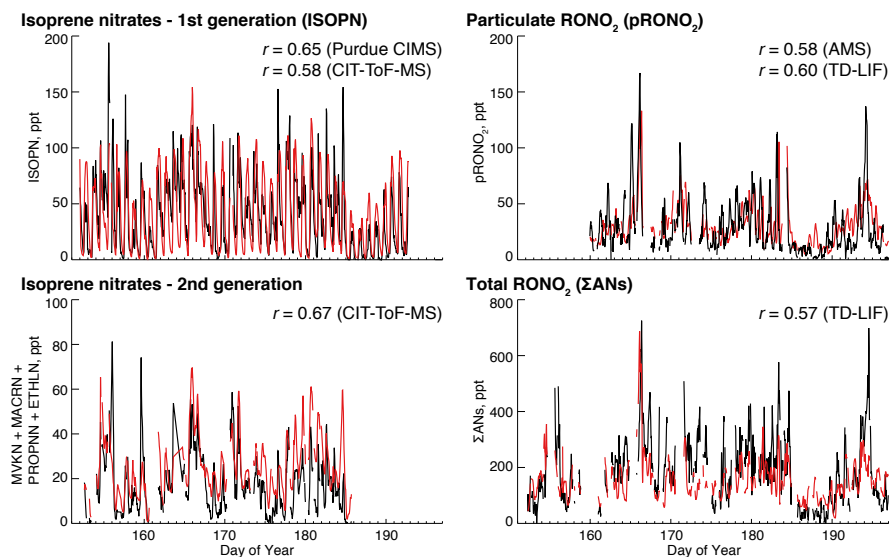 Isoprene nitrates - 1st generation (ISOPN)
r = 0.65 (Purdue CIMS)
r = 0.58 (CIT-ToF-MS)
ISOPN, ppt
200
150
100
50
0
Particulate RONO₂ (pRONO₂)
r = 0.58 (AMS)
r = 0.60 (TD-LIF)
pRONO₂, ppt
200
150
100
50
0
Isoprene nitrates - 2nd generation
r = 0.67 (CIT-ToF-MS)
MVKN + MACRN +
PROPNN + ETHLN, ppt
100
80
60
40
20
0
160 170 180 190
Day of Year
Total RONO₂ (ΣANs)
r = 0.57 (TD-LIF)
ΣANs, ppt
800
600
400
200
0
160 170 180 190
Day of Year